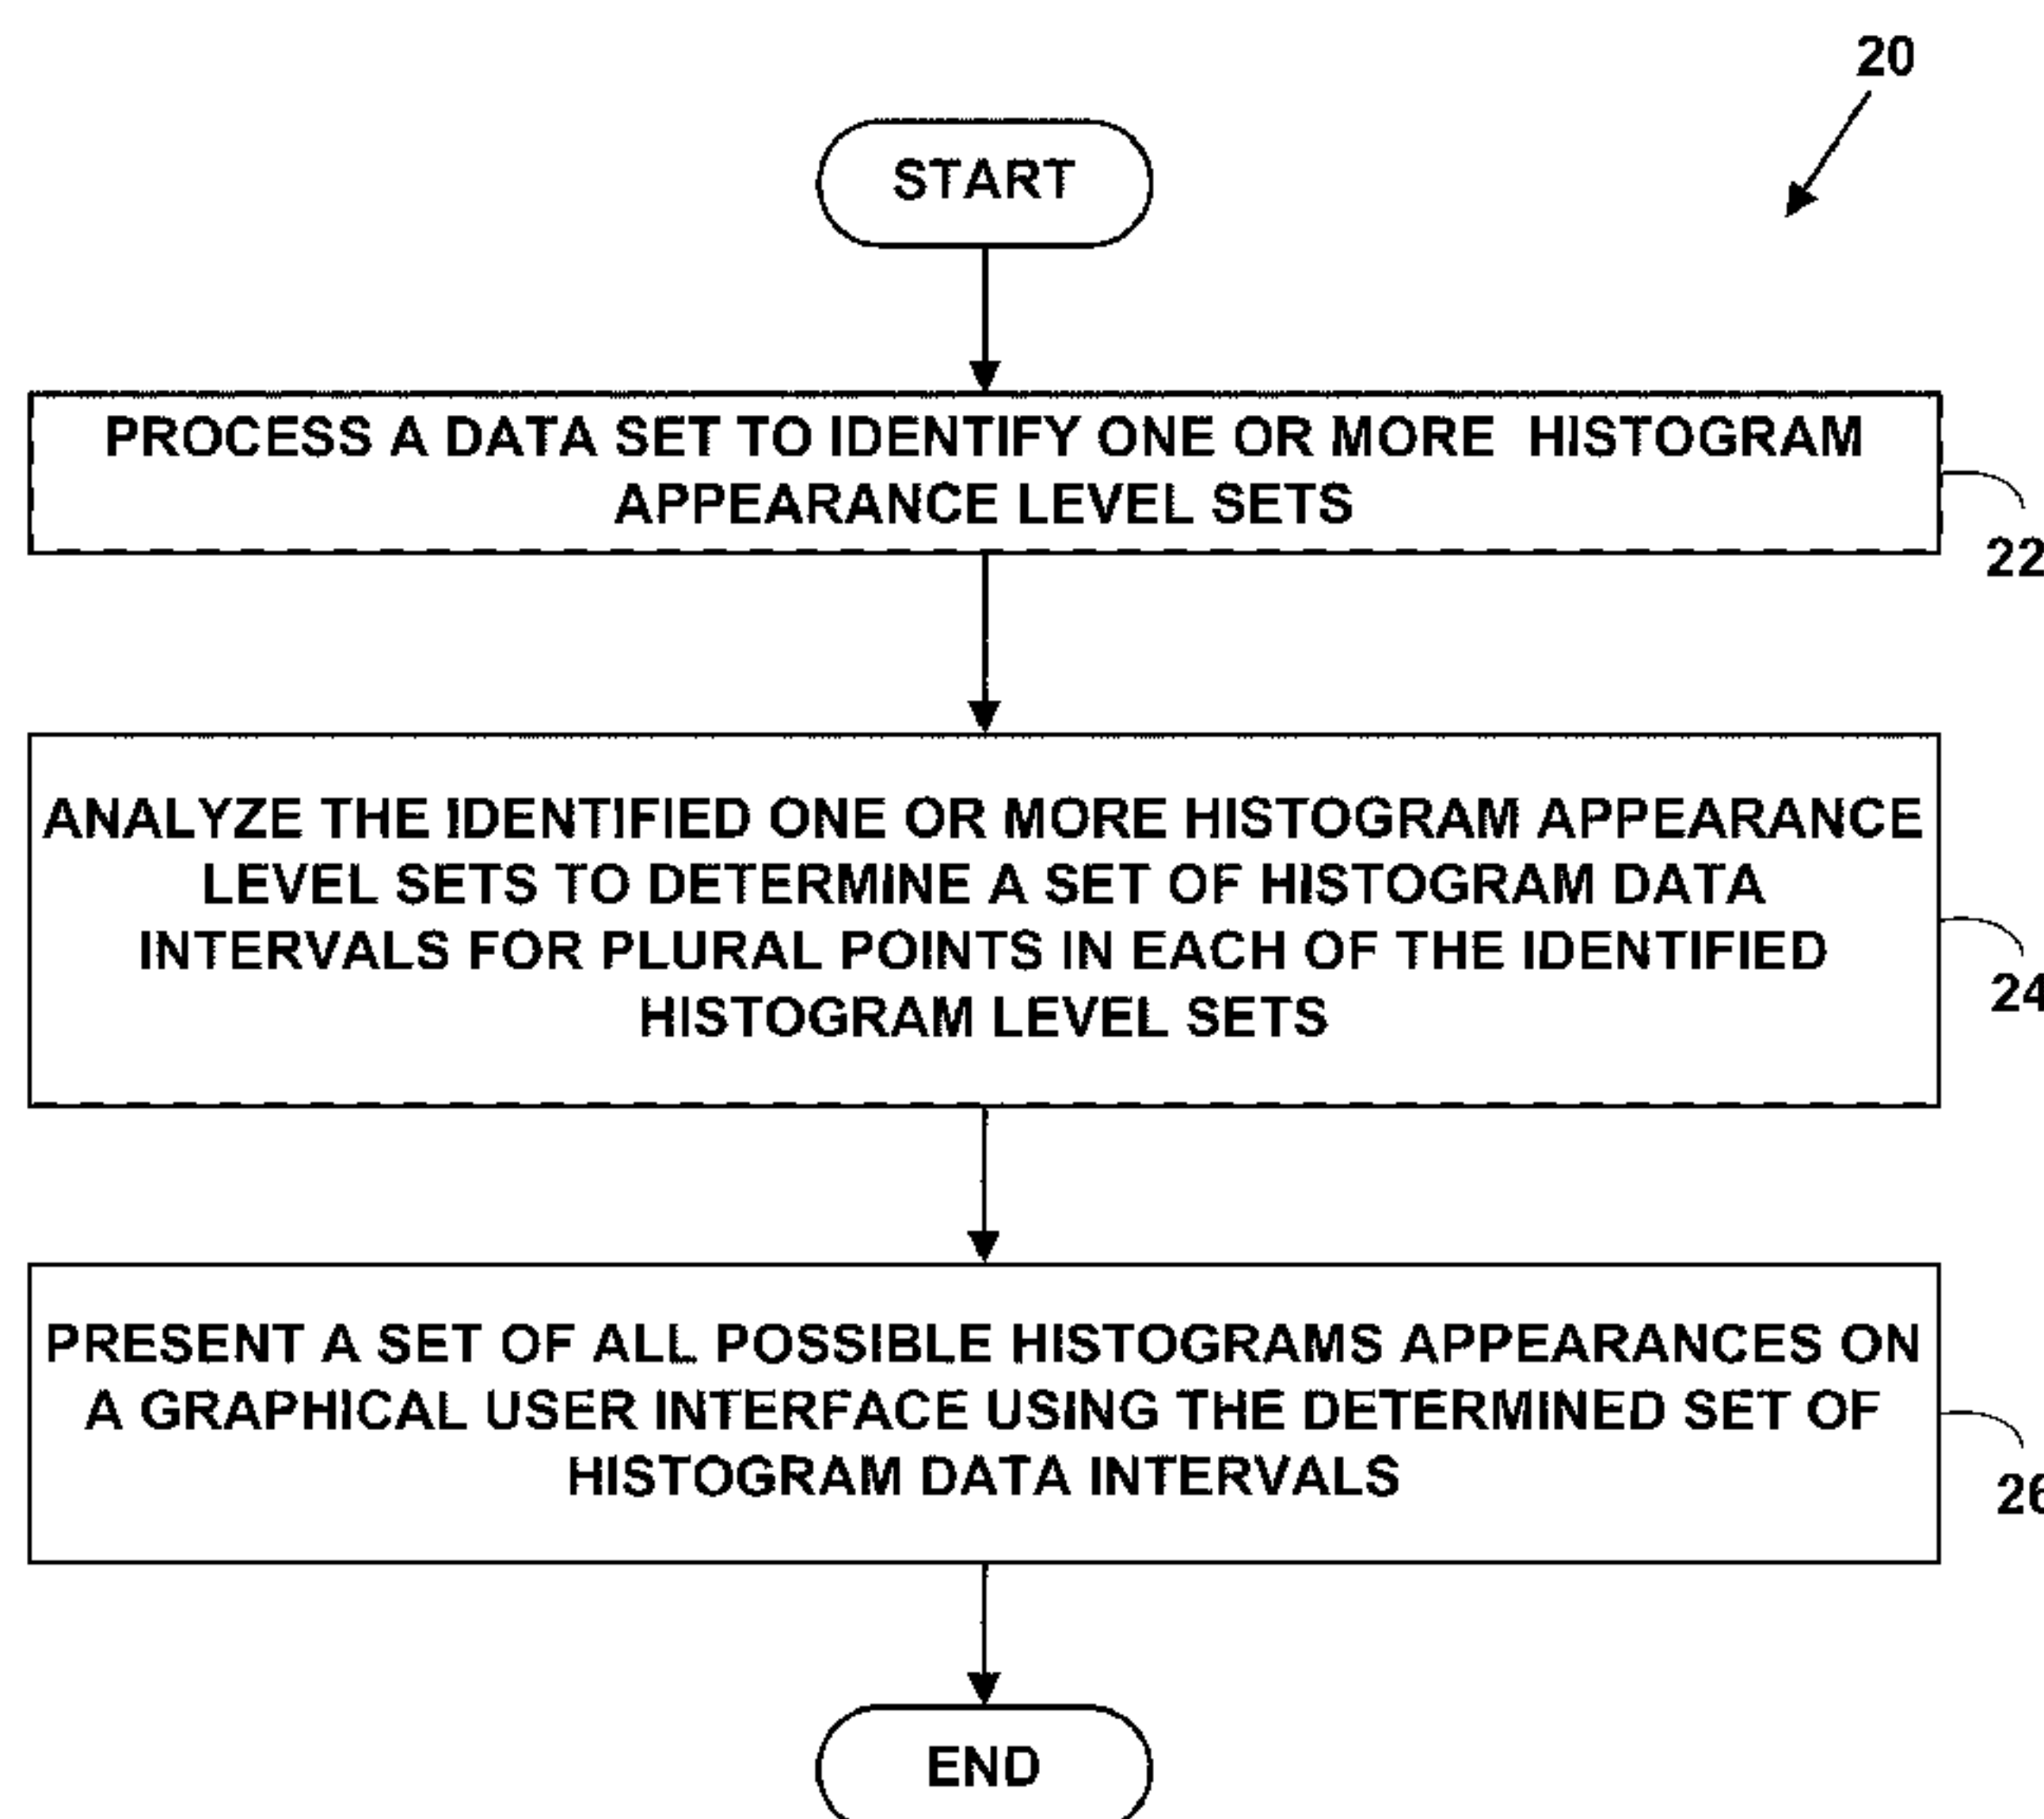 20
START
PROCESS A DATA SET TO IDENTIFY ONE OR MORE HISTOGRAM
APPEARANCE LEVEL SETS
22
ANALYZE THE IDENTIFIED ONE OR MORE HISTOGRAM APPEARANCE
LEVEL SETS TO DETERMINE A SET OF HISTOGRAM DATA
INTERVALS FOR PLURAL POINTS IN EACH OF THE IDENTIFIED
HISTOGRAM LEVEL SETS
24
PRESENT A SET OF ALL POSSIBLE HISTOGRAMS APPEARANCES ON
A GRAPHICAL USER INTERFACE USING THE DETERMINED SET OF
HISTOGRAM DATA INTERVALS
26
END